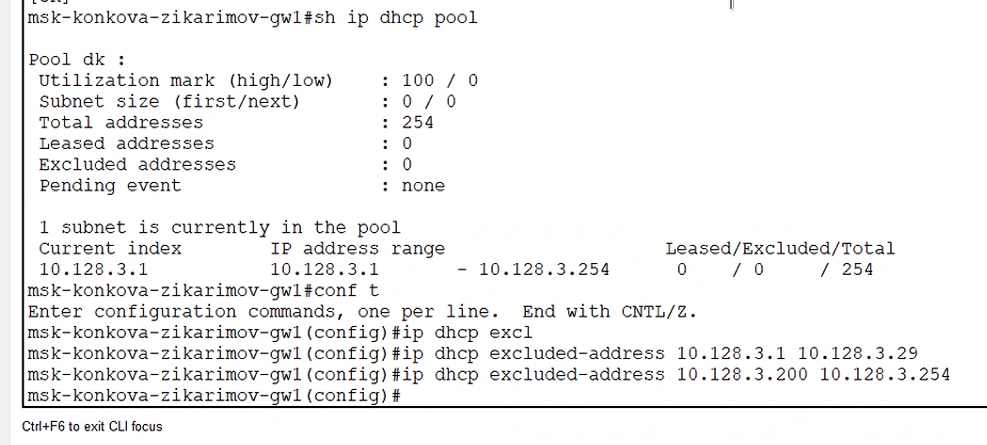 msk-konkova-zikarimov-gw1#sh ip dhcp pool
Pool dk :
Utilization mark (high/low) : 100 / 0
Subnet size (first/next) : 0 / 0
Total addresses : 254
Leased addresses : 0
Excluded addresses : 0
Pending event : none
1 subnet is currently in the pool
Current index IP address range Leased/Excluded/Total
10.128.3.1 10.128.3.1 - 10.128.3.254 0 / 0 / 254
msk-konkova-zikarimov-gw1#conf t
Enter configuration commands, one per line. End with CNTL/Z.
msk-konkova-zikarimov-gw1(config)#ip dhcp excl
msk-konkova-zikarimov-gw1(config)#ip dhcp excluded-address 10.128.3.1 10.128.3.29
msk-konkova-zikarimov-gw1(config)#ip dhcp excluded-address 10.128.3.200 10.128.3.254
msk-konkova-zikarimov-gw1(config)#
Ctrl+F6 to exit CLI focus